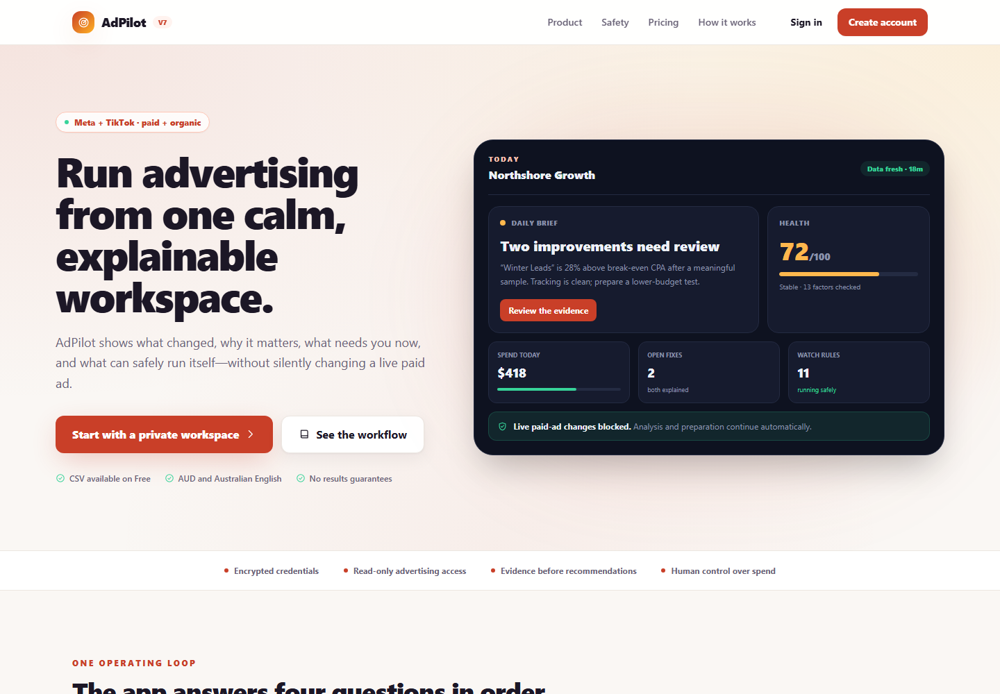 AdPilot V7
Product Safety Pricing How it works Sign in Create account
Meta + TikTok · paid + organic
Run advertising
from one calm,
explainable
workspace.
AdPilot shows what changed, why it matters, what needs you now,
and what can safely run itself—without silently changing a live paid
ad.
Start with a private workspace
See the workflow
CSV available on Free
AUD and Australian English
No results guarantees
TODAY
Northshore Growth
Data fresh · 18m
DAILY BRIEF
Two improvements need review
“Winter Leads” is 28% above break-even CPA after a meaningful
sample. Tracking is clean; prepare a lower-budget test.
Review the evidence
HEALTH
72/100
Stable · 13 factors checked
SPEND TODAY
$418
OPEN FIXES
2
both explained
WATCH RULES
11
running safely
Live paid-ad changes blocked. Analysis and preparation continue automatically.
Encrypted credentials
Read-only advertising access
Evidence before recommendations
Human control over spend
ONE OPERATING LOOP
The app answers four questions in order